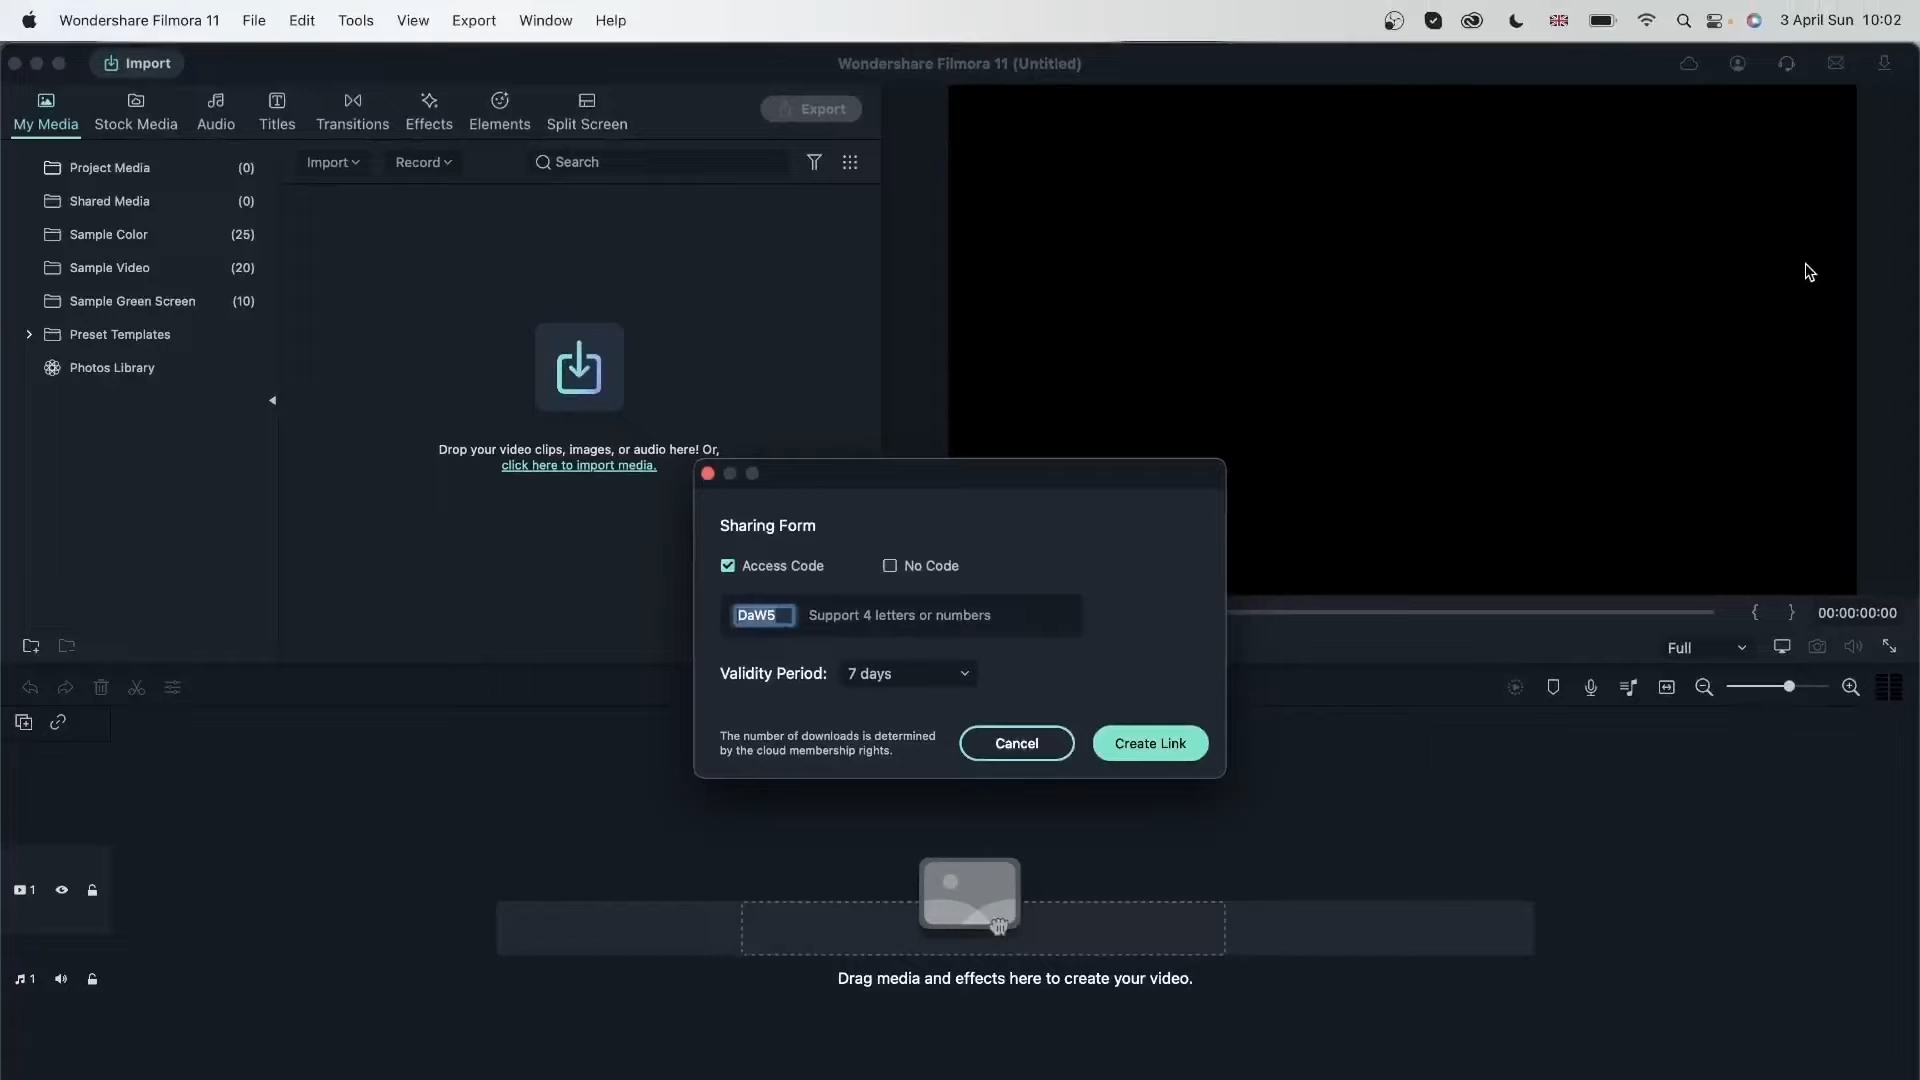 Wondershare Filmora 11 File Edit Tools View Export Window Help 3 April Sun 10:02
Import Wondershare Filmora 11 (Untitled)
My Media Stock Media Audio Titles Transitions Effects Elements Split Screen Export
Import Record Search
Project Media (0)
Shared Media (0)
Sample Color (25)
Sample Video (20)
Sample Green Screen (10)
Preset Templates
Photos Library
Drop your video clips, images, or audio here! Or,
click here to import media.
Sharing Form
Access Code No Code
DaW5 Support 4 letters or numbers
Validity Period: 7 days
The number of downloads is determined
by the cloud membership rights.
Cancel Create Link
{ } 00:00:00:00
Full
1
1
Drag media and effects here to create your video.